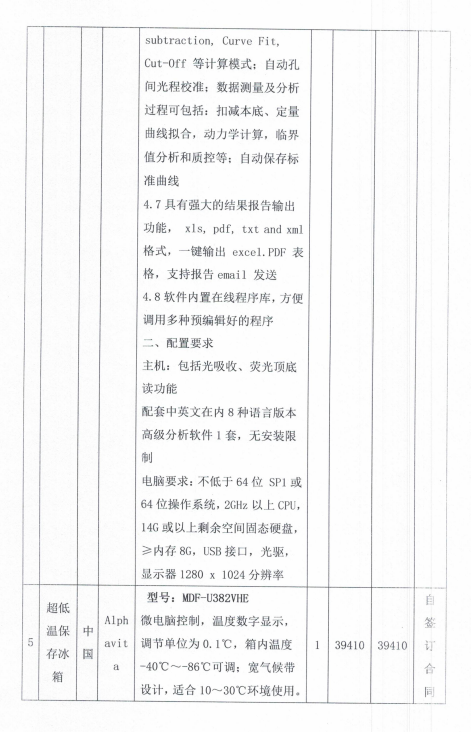 subtraction, Curve Fit,
Cut-Off 等计算模式；自动孔
间光程校准；数据测量及分析
过程可包括：扣减本底、定量
曲线拟合，动力学计算，临界
值分析和质控等；自动保存标
准曲线
4.7 具有强大的结果报告输出
功能， xls, pdf, txt and xml
格式，一键输出 excel.PDF 表
格，支持报告 email 发送
4.8 软件内置在线程序库，方便
调用多种预编辑好的程序
二、配置要求
主机：包括光吸收、荧光顶底
读功能
配套中英文在内 8 种语言版本
高级分析软件 1 套，无安装限
制
电脑要求：不低于 64 位 SP1 或
64 位操作系统，2GHz 以上 CPU，
14G 或以上剩余空间固态硬盘，
≥内存 8G，USB 接口，光驱，
显示器 1280 x 1024 分辨率
5
超低
温保
存冰
箱
中
国
Alph
avit
a
型号：MDF-U382VHE
微电脑控制，温度数字显示，
调节单位为 0.1℃，箱内温度
-40℃～-86℃可调；宽气候带
设计，适合 10～30℃环境使用。
1
39410
39410
自
签
订
合
同